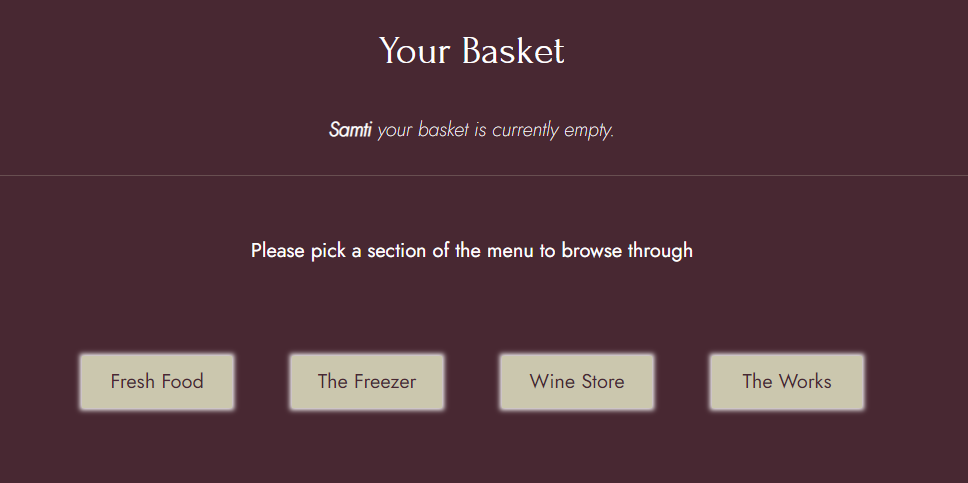 Your Basket
Samti your basket is currently empty.
Please pick a section of the menu to browse through
Fresh Food
The Freezer
Wine Store
The Works